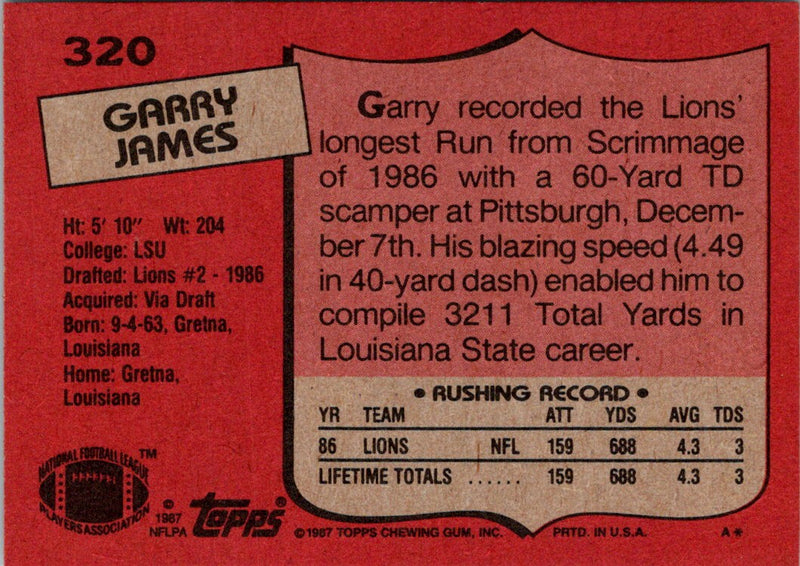 320
GARRY
JAMES
Ht: 5' 10" Wt: 204
College: LSU
Drafted: Lions #2 - 1986
Acquired: Via Draft
Born: 9-4-63, Gretna,
Louisiana
Home: Gretna,
Louisiana
Garry recorded the Lions'
longest Run from Scrimmage
of 1986 with a 60-Yard TD
scamper at Pittsburgh, Decem-
ber 7th. His blazing speed (4.49
in 40-yard dash) enabled him to
compile 3211 Total Yards in
Louisiana State career.
• RUSHING RECORD •
YR TEAM ATT YDS AVG TDS
86 LIONS NFL 159 688 4.3 3
LIFETIME TOTALS ...... 159 688 4.3 3
NATIONAL FOOTBALL LEAGUE
PLAYERS ASSOCIATION
™
©
1987
NFLPA
topps®
©1987 TOPPS CHEWING GUM, INC. PRTD. IN U.S.A. A*